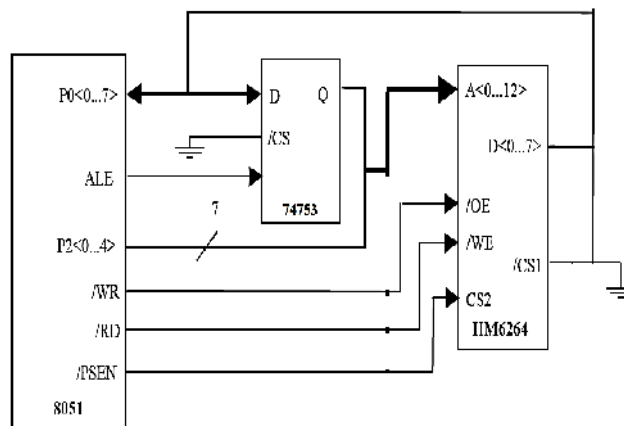 P0<0...7>
D
Q
/CS
ALE
74753
7
P2<0...4>
/WR
/RD
/PSEN
8051
A<0...12>
D<0...7>
/OE
/WE
/CS1
CS2
HM6264